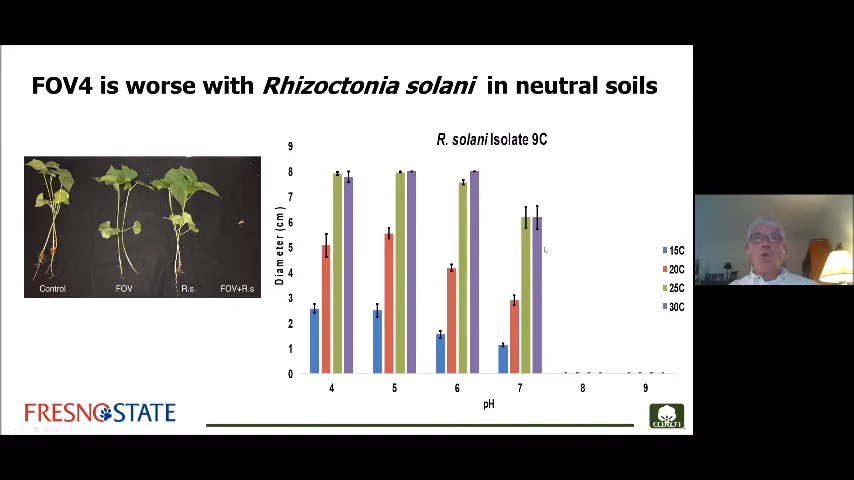 FOV4 is worse with Rhizoctonia solani in neutral soils
Control
FOV
R.s.
FOV+R.s
R. solani Isolate 9C
Diameter (cm)
9
8
7
6
5
4
3
2
1
0
4
5
6
7
8
9
pH
15C
20C
25C
30C
FRESNO STATE